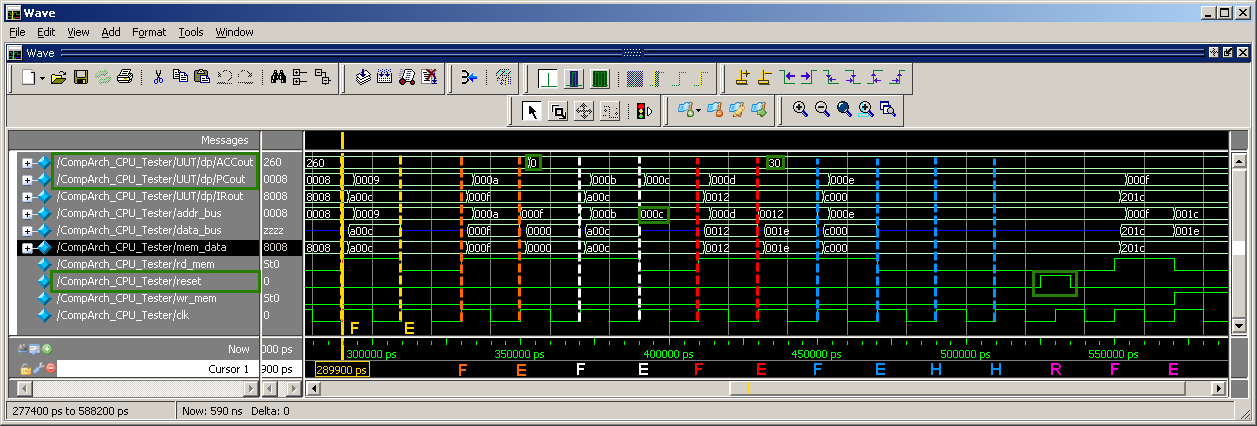 Wave
File Edit View Add Format Tools Window
Wave
Messages
/CompArch_CPU_Tester/UUT/dp/ACCout 260 260 0 30
/CompArch_CPU_Tester/UUT/dp/PCout 0008 0008 0009 000a 000b 000c 000d 000e 000f
/CompArch_CPU_Tester/UUT/dp/IRout 8008 8008 a00c 000f a00c 0012 c000 201c
/CompArch_CPU_Tester/addr_bus 0008 0008 0009 000a 000f 000b 000c 000d 0012 000e 000f 001c
/CompArch_CPU_Tester/data_bus zzzz a00c 000f 0000 a00c 0012 001e c000 201c 001e
/CompArch_CPU_Tester/mem_data 8008 8008 a00c 000f 0000 a00c 0012 001e c000 201c
/CompArch_CPU_Tester/rd_mem St0
/CompArch_CPU_Tester/reset 0
/CompArch_CPU_Tester/wr_mem St0
/CompArch_CPU_Tester/clk 0
F E
Now 000 ps 300000 ps 350000 ps 400000 ps 450000 ps 500000 ps 550000 ps
Cursor 1 900 ps 289900 ps F E F E F E F E H H R F E
277400 ps to 588200 ps Now: 590 ns Delta: 0